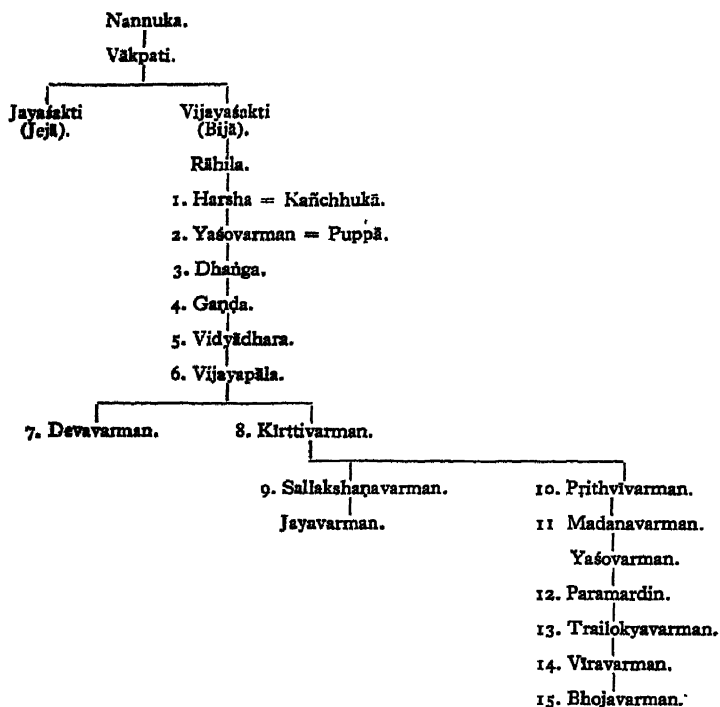 Nannuka.
Vākpati.
Jayaśakti Vijayaśakti
(Jejā). (Bijā).
Rāhila.
1. Harsha = Kañchhukā.
2. Yaśovarman = Puppā.
3. Dhaṅga.
4. Gaṇḍa.
5. Vidyādhara.
6. Vijayapāla.
7. Devavarman. 8. Kīrttivarman.
9. Sallakshaṇavarman. 10. Pṛithvīvarman.
Jayavarman. 11 Madanavarman.
Yaśovarman.
12. Paramardin.
13. Trailokyavarman.
14. Vīravarman.
15. Bhojavarman.